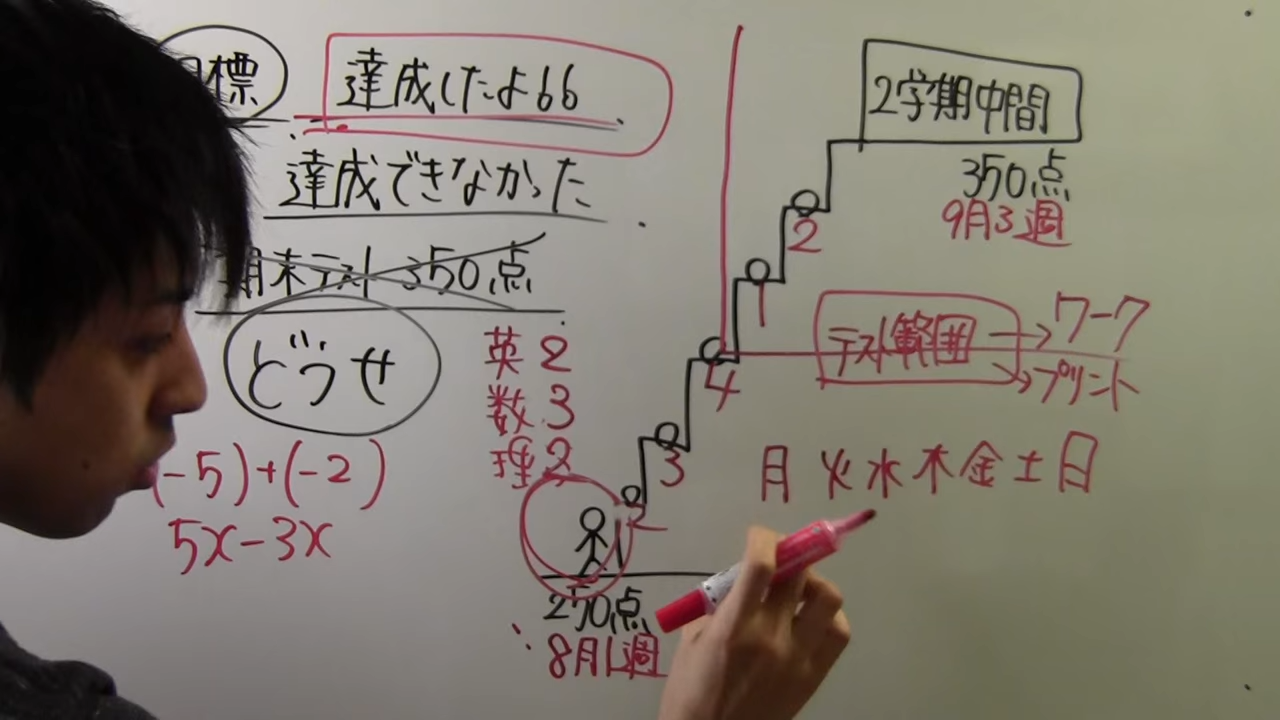 標
達成したよ66
達成できなかった
期末テスト 350点
どうせ
英2
数3
理2
(-5)+(-2)
5x-3x
2学期中間
350点
9月3週
2
1
4
3
2
テスト範囲
→ワーク
→プリント
月火水木金土日
250点
8月1週